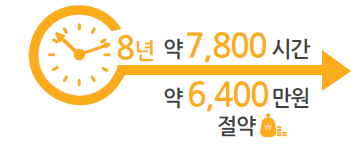 8년 약 7,800 시간
약 6,400 만원
절약
₩